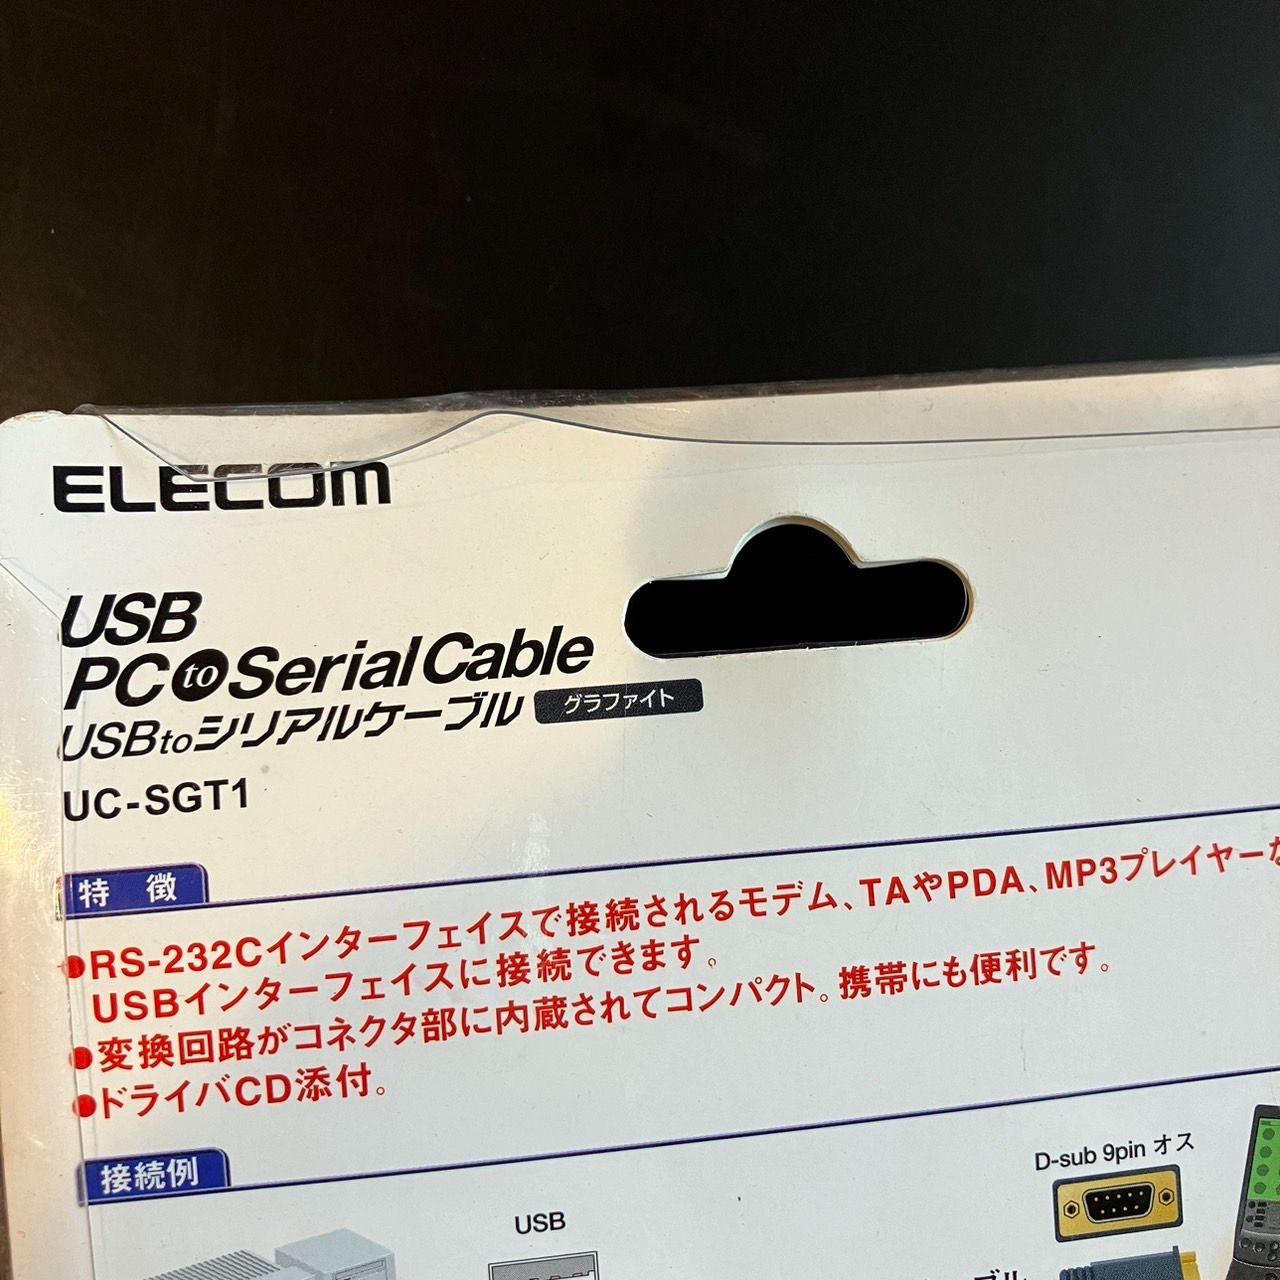 ELECOM
USB
PC to Serial Cable
USB to シリアルケーブル グラファイト
UC-SGT1
特 徴
●RS-232Cインターフェイスで接続されるモデム、TAやPDA、MP3プレイヤーな
USBインターフェイスに接続できます。
●変換回路がコネクタ部に内蔵されてコンパクト。携帯にも便利です。
●ドライバCD添付。
接続例
D-sub 9pin オス
USB
ブル